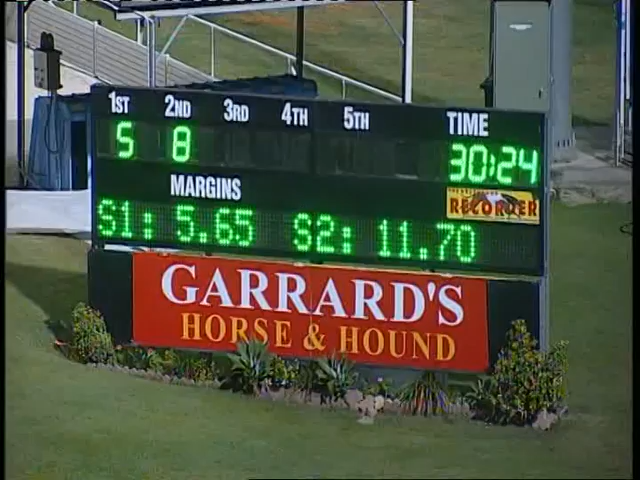 1ST 2ND 3RD 4TH 5TH TIME
5 8 30:24
MARGINS
RECORDER
S1: 5.65 S2: 11.70
GARRARD'S
HORSE & HOUND